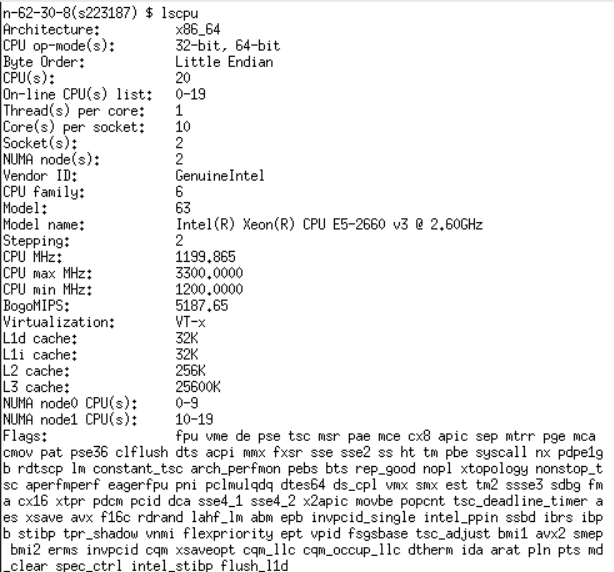 n-62-30-8(s223187) $ lscpu
Architecture: x86_64
CPU op-mode(s): 32-bit, 64-bit
Byte Order: Little Endian
CPU(s): 20
On-line CPU(s) list: 0-19
Thread(s) per core: 1
Core(s) per socket: 10
Socket(s): 2
NUMA node(s): 2
Vendor ID: GenuineIntel
CPU family: 6
Model: 63
Model name: Intel(R) Xeon(R) CPU E5-2660 v3 @ 2.60GHz
Stepping: 2
CPU MHz: 1199.865
CPU max MHz: 3300.0000
CPU min MHz: 1200.0000
BogoMIPS: 5187.65
Virtualization: VT-x
L1d cache: 32K
L1i cache: 32K
L2 cache: 256K
L3 cache: 25600K
NUMA node0 CPU(s): 0-9
NUMA node1 CPU(s): 10-19
Flags: fpu vme de pse tsc msr pae mce cx8 apic sep mtrr pge mca
cmov pat pse36 clflush dts acpi mmx fxsr sse sse2 ss ht tm pbe syscall nx pdpe1g
b rdtscp lm constant_tsc arch_perfmon pebs bts rep_good nopl xtopology nonstop_t
sc aperfmperf eagerfpu pni pclmulqdq dtes64 ds_cpl vmx smx est tm2 ssse3 sdbg fm
a cx16 xtpr pdcm pcid dca sse4_1 sse4_2 x2apic movbe popcnt tsc_deadline_timer a
es xsave avx f16c rdrand lahf_lm abm epb invpcid_single intel_ppin ssbd ibrs ibp
b stibp tpr_shadow vnmi flexpriority ept vpid fsgsbase tsc_adjust bmi1 avx2 smep
bmi2 erms invpcid cqm xsaveopt cqm_llc cqm_occup_llc dtherm ida arat pln pts md
_clear spec_ctrl intel_stibp flush_l1d